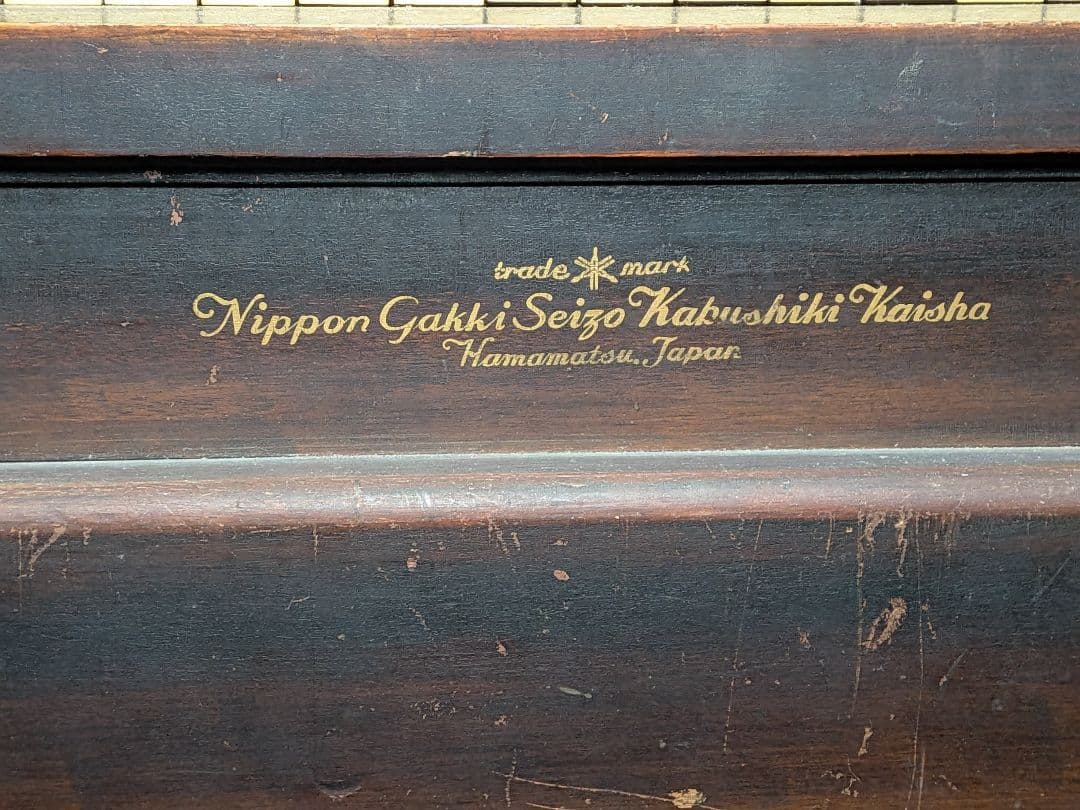 trade mark
Nippon Gakki Seizo Kabushiki Kaisha
Hamamatsu. Japan